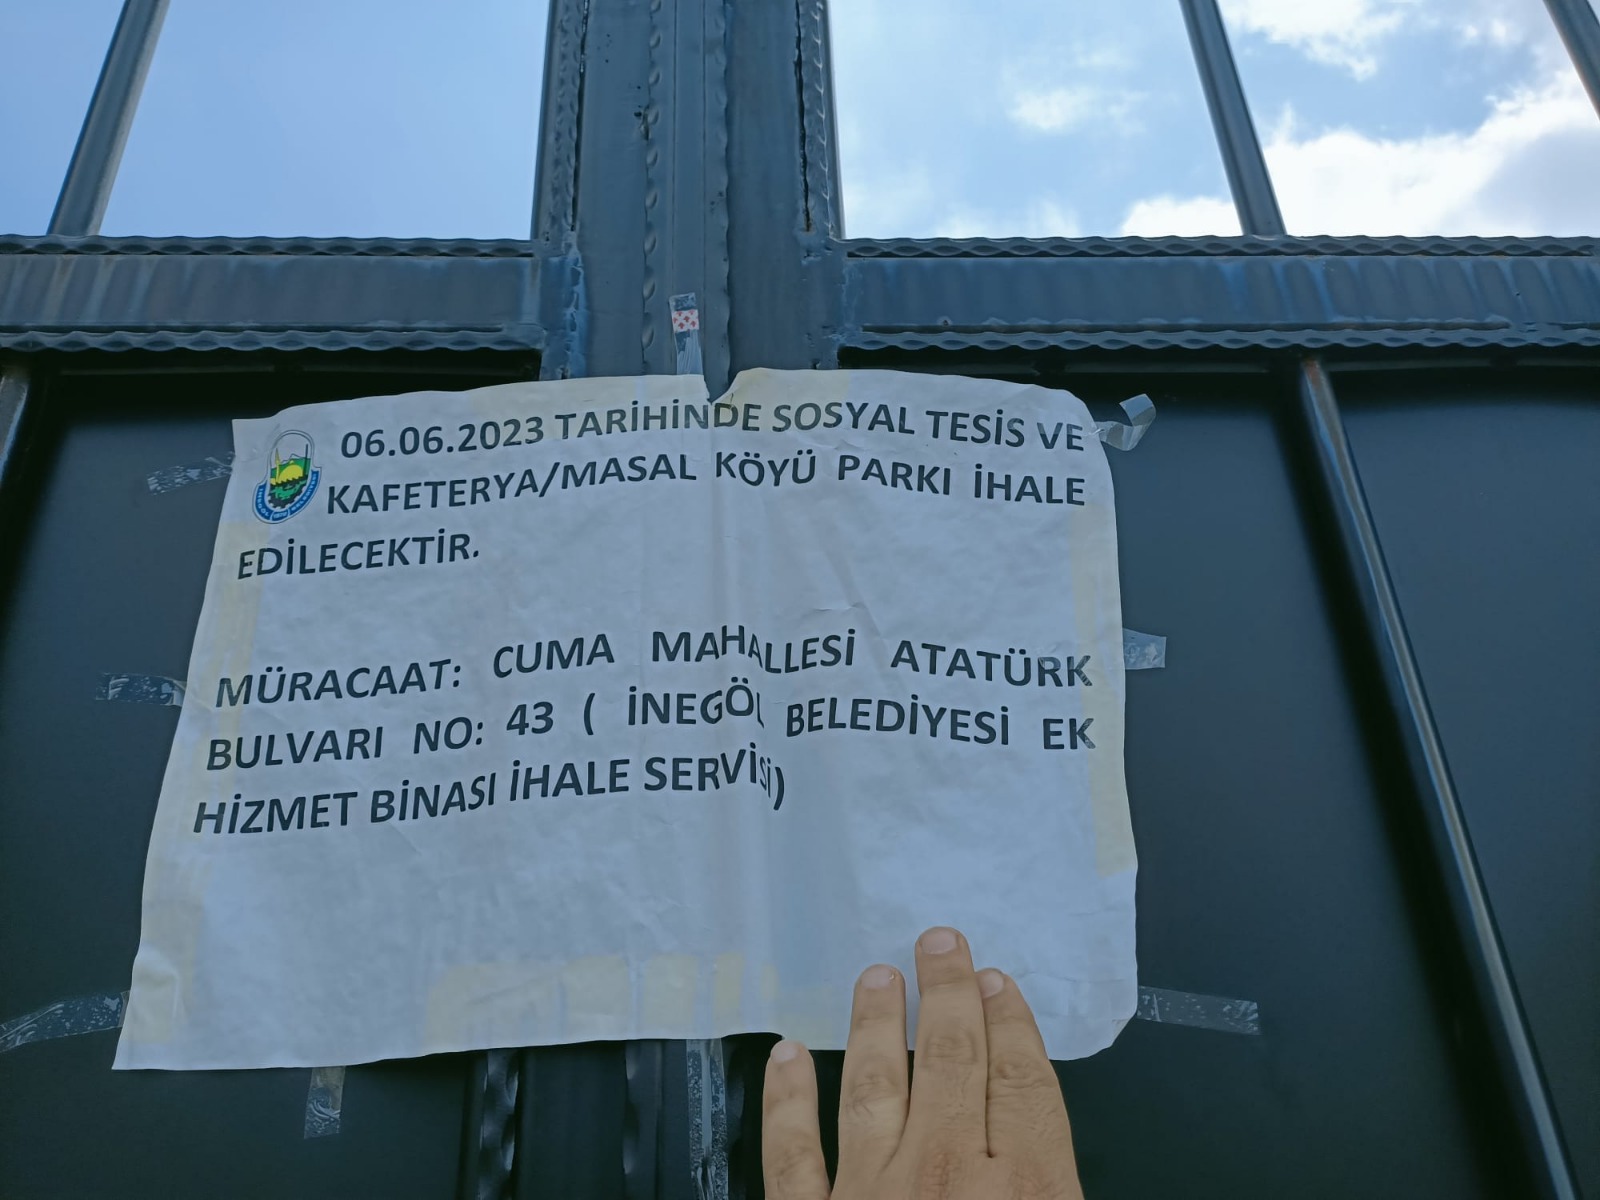 06.06.2023 TARİHİNDE SOSYAL TESİS VE
KAFETERYA/MASAL KÖYÜ PARKI İHALE
EDİLECEKTİR.
MÜRACAAT: CUMA MAHALLESİ ATATÜRK
BULVARI NO: 43 ( İNEGÖL BELEDİYESİ EK
HİZMET BİNASI İHALE SERVİSİ)